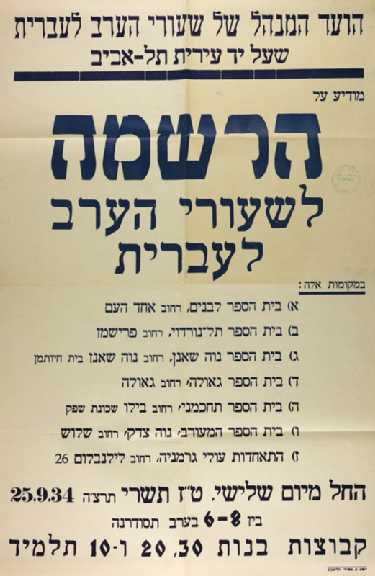 הועד המנהל של שעורי הערב לעברית
שעל יד עירית תל-אביב
מודיע על
הרשמה
לשעורי הערב
לעברית
במקומות אלה:
א) בית הספר לבנים, רחוב אחד העם
ב) בית הספר תל-נורדוי, רחוב פרישמן
ג) בית הספר נוה שאנן, רחוב נוה שאנן בית חיותמן
ד) בית הספר גאולה, רחוב גאולה
ה) בית הספר תחכמוני, רחוב בילו שכונת שפק
ו) בית הספר המעורב, נוה צדק, רחוב שלוש
ז) התאחדות עולי גרמניה, רחוב לילנבלום 26
החל מיום שלישי, ט"ז תשרי תרצ"ה 25.9.34
בין 6-8 בערב תסודרנה
קבוצות בנות 20,30 ו-10 תלמיד